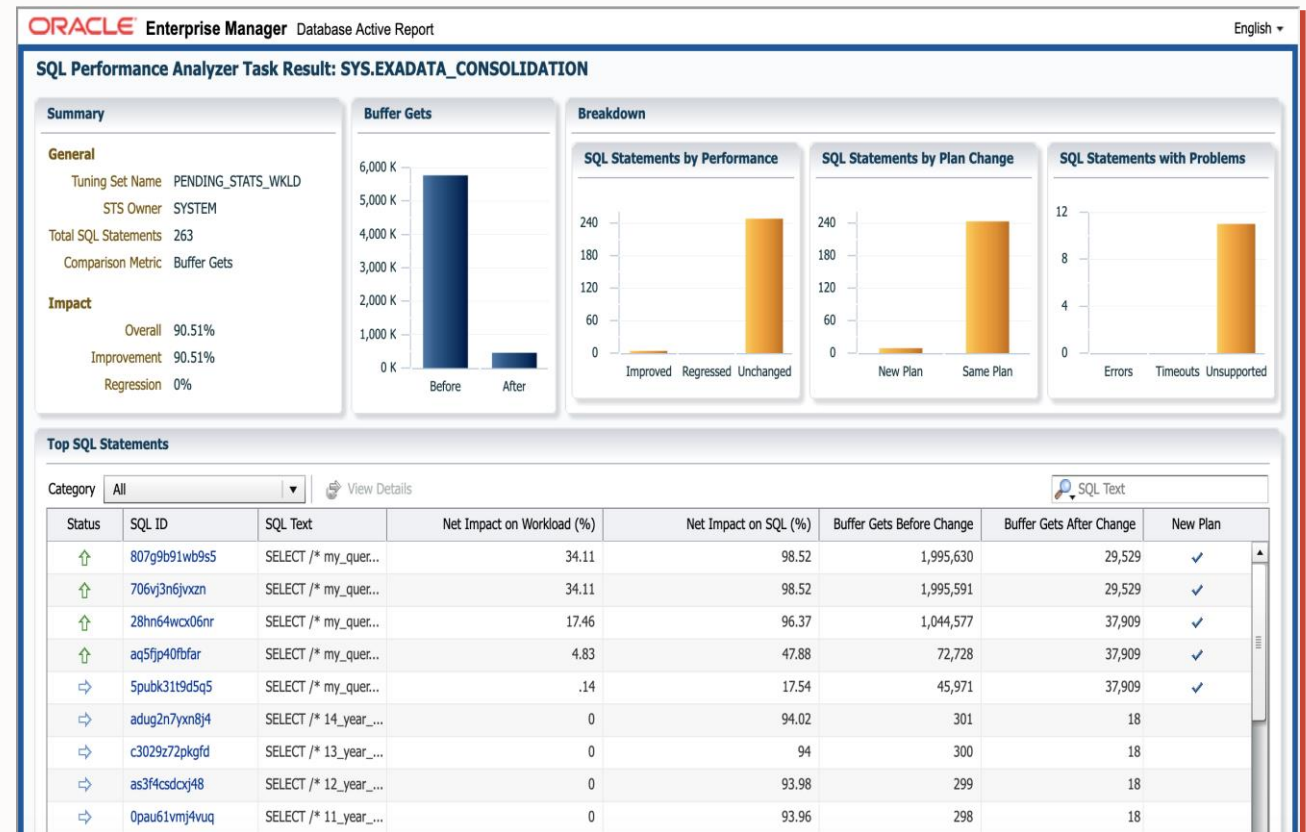 ORACLE Enterprise Manager Database Active Report English
SQL Performance Analyzer Task Result: SYS.EXADATA_CONSOLIDATION
Summary
General
Tuning Set Name PENDING_STATS_WKLD
STS Owner SYSTEM
Total SQL Statements 263
Comparison Metric Buffer Gets
Impact
Overall 90.51%
Improvement 90.51%
Regression 0%
Buffer Gets
6,000 K
5,000 K
4,000 K
3,000 K
2,000 K
1,000 K
0 K
Before After
Breakdown
SQL Statements by Performance
240
180
120
60
0
Improved Regressed Unchanged
SQL Statements by Plan Change
240
180
120
60
0
New Plan Same Plan
SQL Statements with Problems
12
8
4
0
Errors Timeouts Unsupported
Top SQL Statements
Category All View Details SQL Text
Status SQL ID SQL Text Net Impact on Workload (%) Net Impact on SQL (%) Buffer Gets Before Change Buffer Gets After Change New Plan
807g9b91wb9s5 SELECT /* my_quer... 34.11 98.52 1,995,630 29,529
706vj3n6jvxzn SELECT /* my_quer... 34.11 98.52 1,995,591 29,529
28hn64wcx06nr SELECT /* my_quer... 17.46 96.37 1,044,577 37,909
aq5fjp40fbfar SELECT /* my_quer... 4.83 47.88 72,728 37,909
5pubk31t9d5q5 SELECT /* my_quer... .14 17.54 45,971 37,909
adug2n7yxn8j4 SELECT /* 14_year_... 0 94.02 301 18
c3029z72pkgfd SELECT /* 13_year_... 0 94 300 18
as3f4csdcxj48 SELECT /* 12_year_... 0 93.98 299 18
0pau61vmj4vuq SELECT /* 11_year_... 0 93.96 298 18